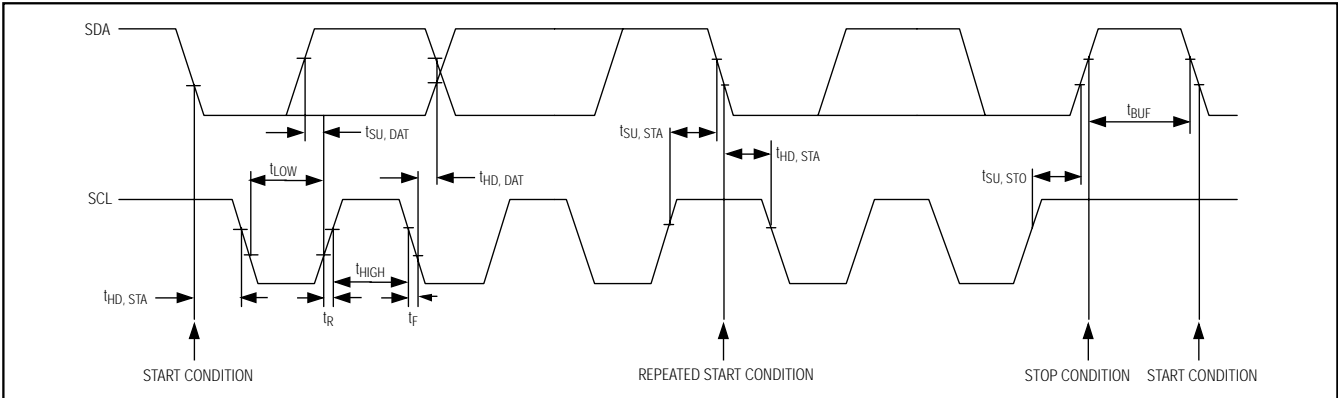 SDA
tSU, DAT
tSU, STA
tBUF
tHD, STA
tLOW
tHD, DAT
tSU, STO
SCL
tHIGH
tHD, STA
tR
tF
START CONDITION
REPEATED START CONDITION
STOP CONDITION
START CONDITION